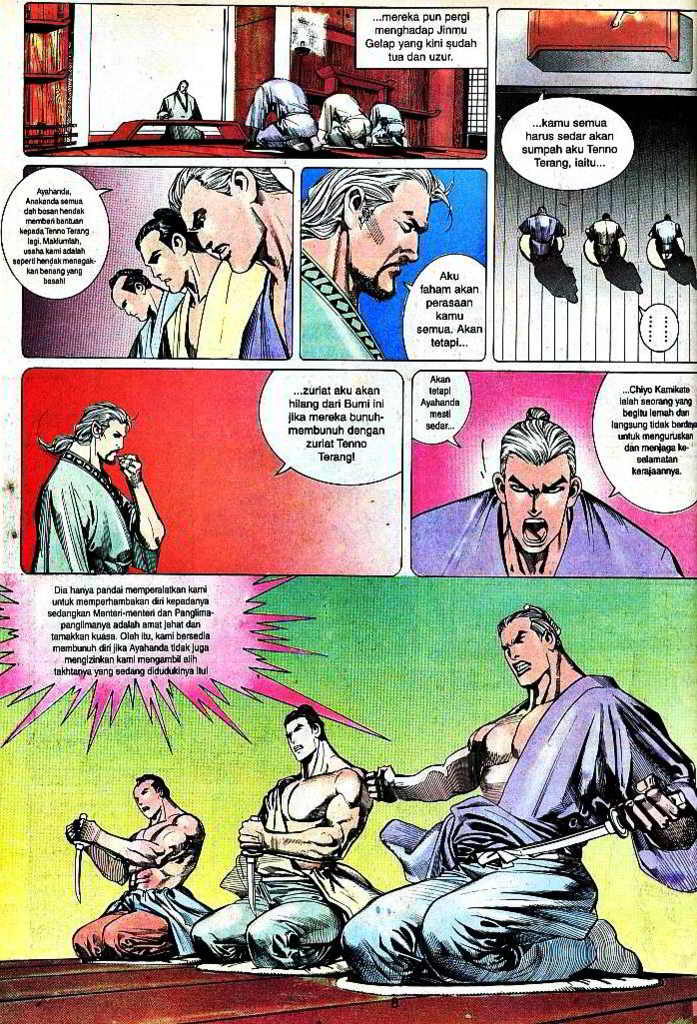 ...mereka pun pergi
menghadap Jinmu
Gelap yang kini sudah
tua dan uzur.
...kamu semua
harus sedar akan
sumpah aku Tenno
Terang, iaitu...
Ayahanda,
Anakanda semua
dah bosan hendak
memberi bantuan
kepada Tenno Terang
lagi. Maklumlah,
usaha kami adalah
seperti hendak menegak-
kan benang yang
basah!
Aku
faham akan
perasaan
kamu
semua. Akan
tetapi...
...zuriat aku akan
hilang dari Bumi ini
jika mereka bunuh-
membunuh dengan
zuriat Tenno
Terang!
Akan
tetapi
Ayahanda
mesti
sedar...
...Chiyo Kamikate
ialah seorang yang
begitu lemah dan
langsung tidak berdaya
untuk menguruskan
dan menjaga ke-
selamatan
kerajaannya.
Dia hanya pandai memperalatkan kami
untuk memperhambakan diri kepadanya
sedangkan Menteri-menteri dan Panglima-
panglimanya adalah amat jahat dan
tamakkan kuasa. Oleh itu, kami bersedia
membunuh diri jika Ayahanda tidak juga
mengizinkan kami mengambil alih
takhtanya yang sedang didudukinya itu!